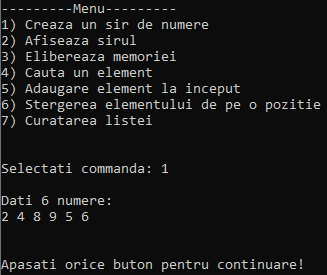 ---------Menu---------
1) Creaza un sir de numere
2) Afiseaza sirul
3) Elibereaza memoriei
4) Cauta un element
5) Adaugare element la inceput
6) Stergerea elementului de pe o pozitie
7) Curatarea listei
Selectati commanda: 1
Dati 6 numere:
2 4 8 9 5 6
Apasati orice buton pentru continuare!